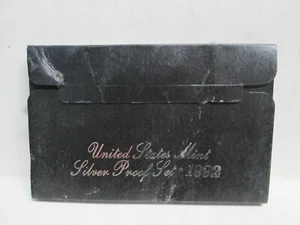 United States Mint
Silver Proof Set 1992